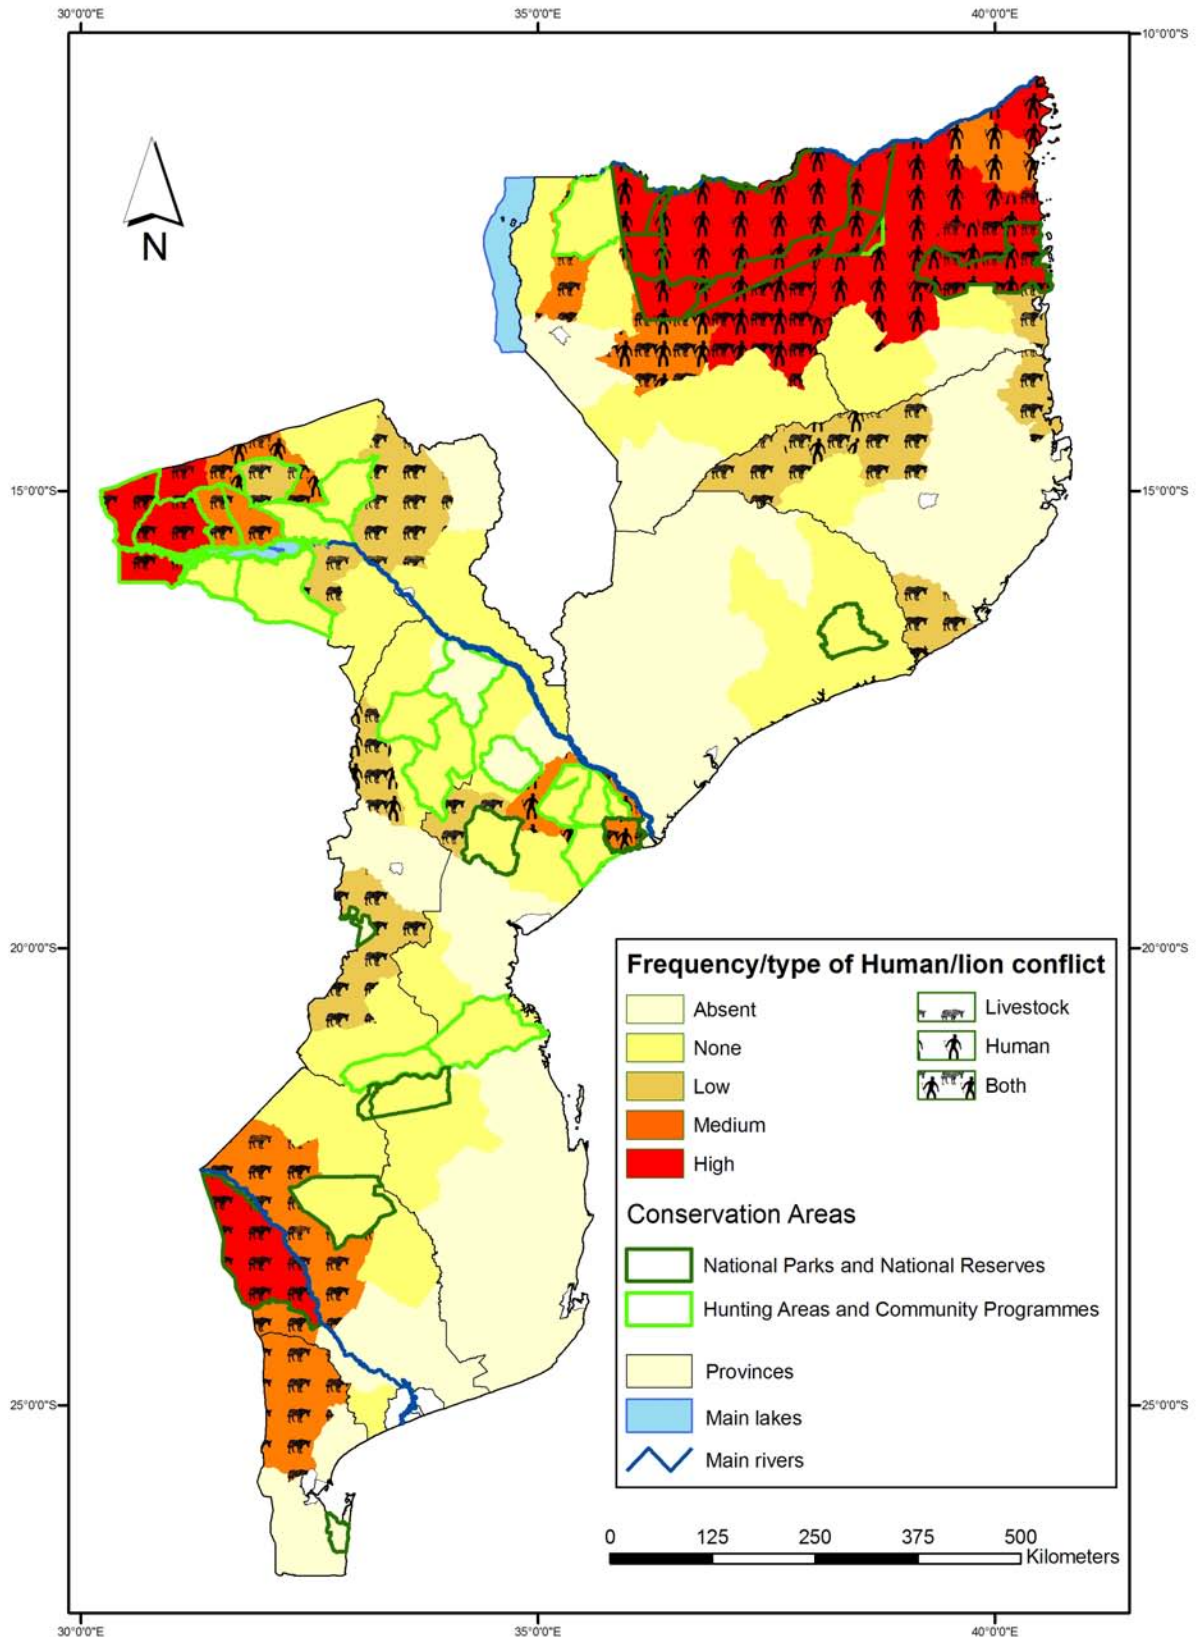 30°0'0"E 35°0'0"E 40°0'0"E
10°0'0"S
N
15°0'0"S 15°0'0"S
20°0'0"S 20°0'0"S
Frequency/type of Human/lion conflict
Absent Livestock
None Human
Low Both
Medium
High
Conservation Areas
National Parks and National Reserves
Hunting Areas and Community Programmes
Provinces
Main lakes
Main rivers
25°0'0"S 25°0'0"S
0 125 250 375 500
Kilometers
30°0'0"E 35°0'0"E 40°0'0"E